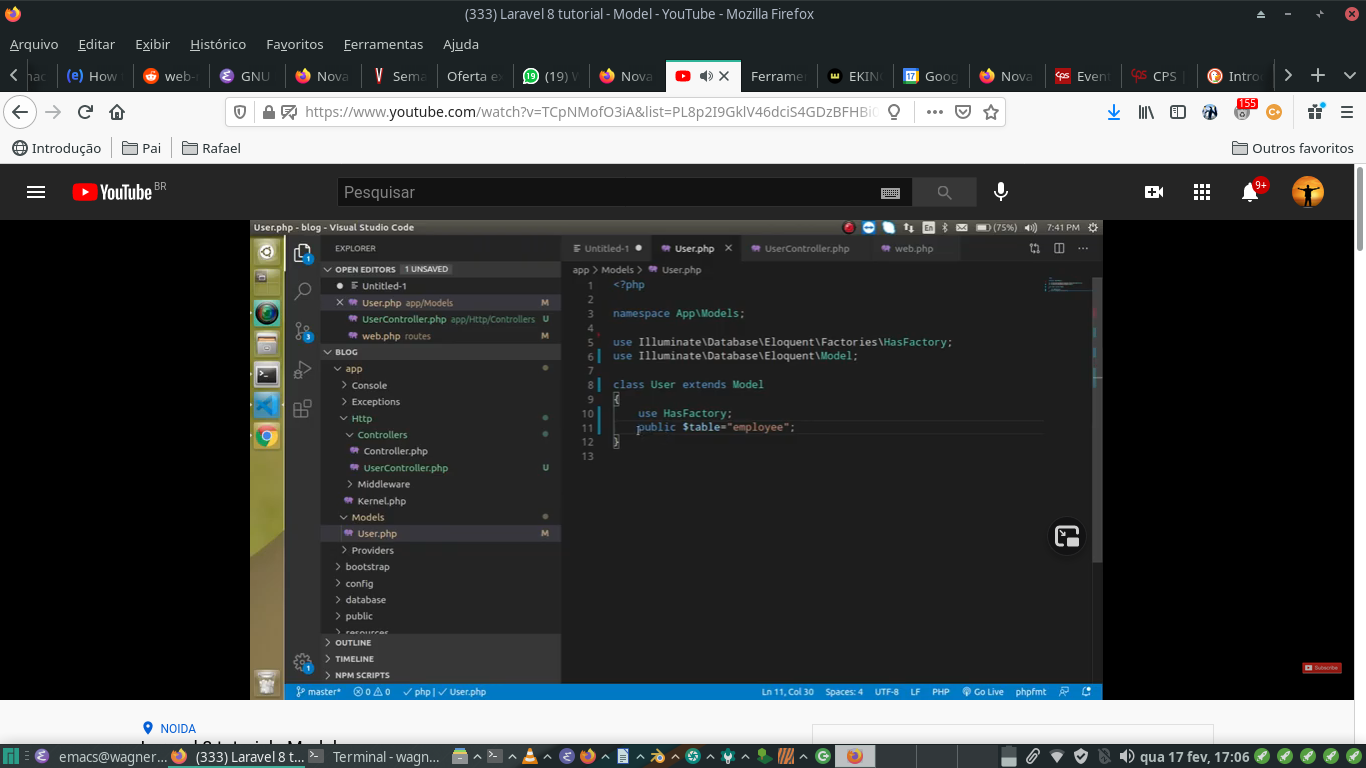 (333) Laravel 8 tutorial - Model - YouTube - Mozilla Firefox
Arquivo Editar Exibir Histórico Favoritos Ferramentas Ajuda
How web- GNU Nova Sema Oferta e (19) Nova Ferrame EKIN Goog Nova Event CPS Intro
https://www.youtube.com/watch?v=TCpNMofO3iA&list=PL8p2I9GklV46dciS4GDzBFHBi 155
Introdução Pai Rafael Outros favoritos
YouTube BR Pesquisar 9+
User.php - blog - Visual Studio Code En (75%) 7:41 PM
EXPLORER Untitled-1 User.php UserController.php web.php
OPEN EDITORS 1 UNSAVED app > Models > User.php
Untitled-1
User.php app/Models M
UserController.php app/Http/Controllers U
web.php routes M
BLOG
app
Console
Exceptions
Http
Controllers
Controller.php
UserController.php U
Middleware
Kernel.php
Models
User.php M
Providers
bootstrap
config
database
public
resources
OUTLINE
TIMELINE
NPM SCRIPTS
1 <?php
2
3 namespace App\Models;
4
5 use Illuminate\Database\Eloquent\Factories\HasFactory;
6 use Illuminate\Database\Eloquent\Model;
7
8 class User extends Model
9 {
10 use HasFactory;
11 public $table="employee";
12 }
13
Subscribe
master* 0 0 php | User.php Ln 11, Col 30 Spaces: 4 UTF-8 LF PHP Go Live phpfmt
NOIDA
Laravel 8 tutorial - Model
emacs@wagner... (333) Laravel 8 t... Terminal - wagn... qua 17 fev, 17:06